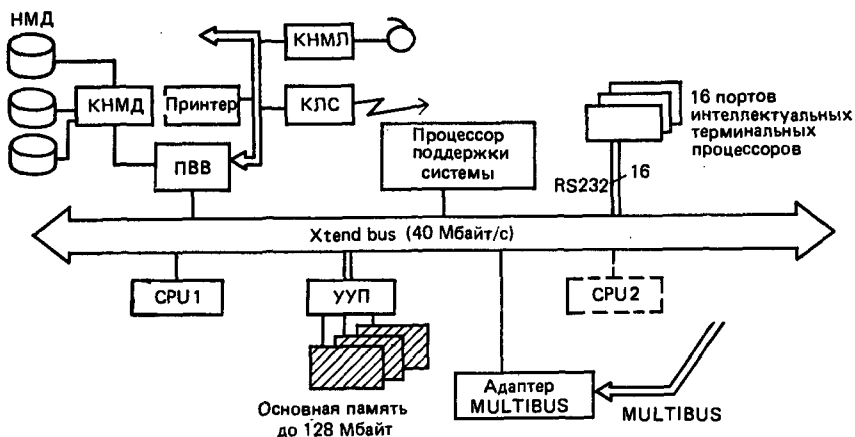 НМД
КНМД
Принтер
КНМЛ
КЛС
ПВВ
Процессор
поддержки
системы
16 портов
интеллектуальных
терминальных
процессоров
RS232
16
Xtend bus (40 Мбайт/с)
CPU1
УУП
CPU2
Основная память
до 128 Мбайт
Адаптер
MULTIBUS
MULTIBUS